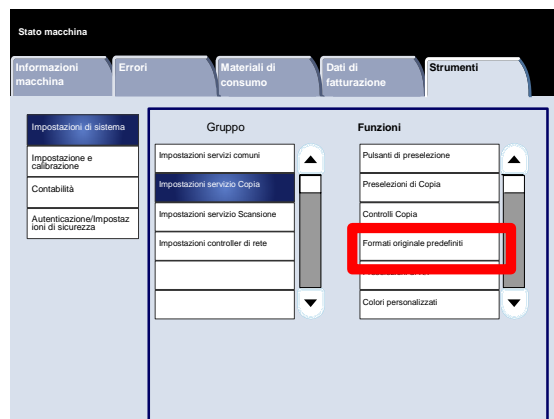 Stato macchina
Informazioni
macchina
Errori
Materiali di
consumo
Dati di
fatturazione
Strumenti
Impostazioni di sistema
Impostazione e
calibrazione
Contabilità
Autenticazione/Impostaz
ioni di sicurezza
Gruppo
Impostazioni servizi comuni
Impostazioni servizio Copia
Impostazioni servizio Scansione
Impostazioni controller di rete
Funzioni
Pulsanti di preselezione
Preselezioni di Copia
Controlli Copia
Formati originale predefiniti
Colori personalizzati